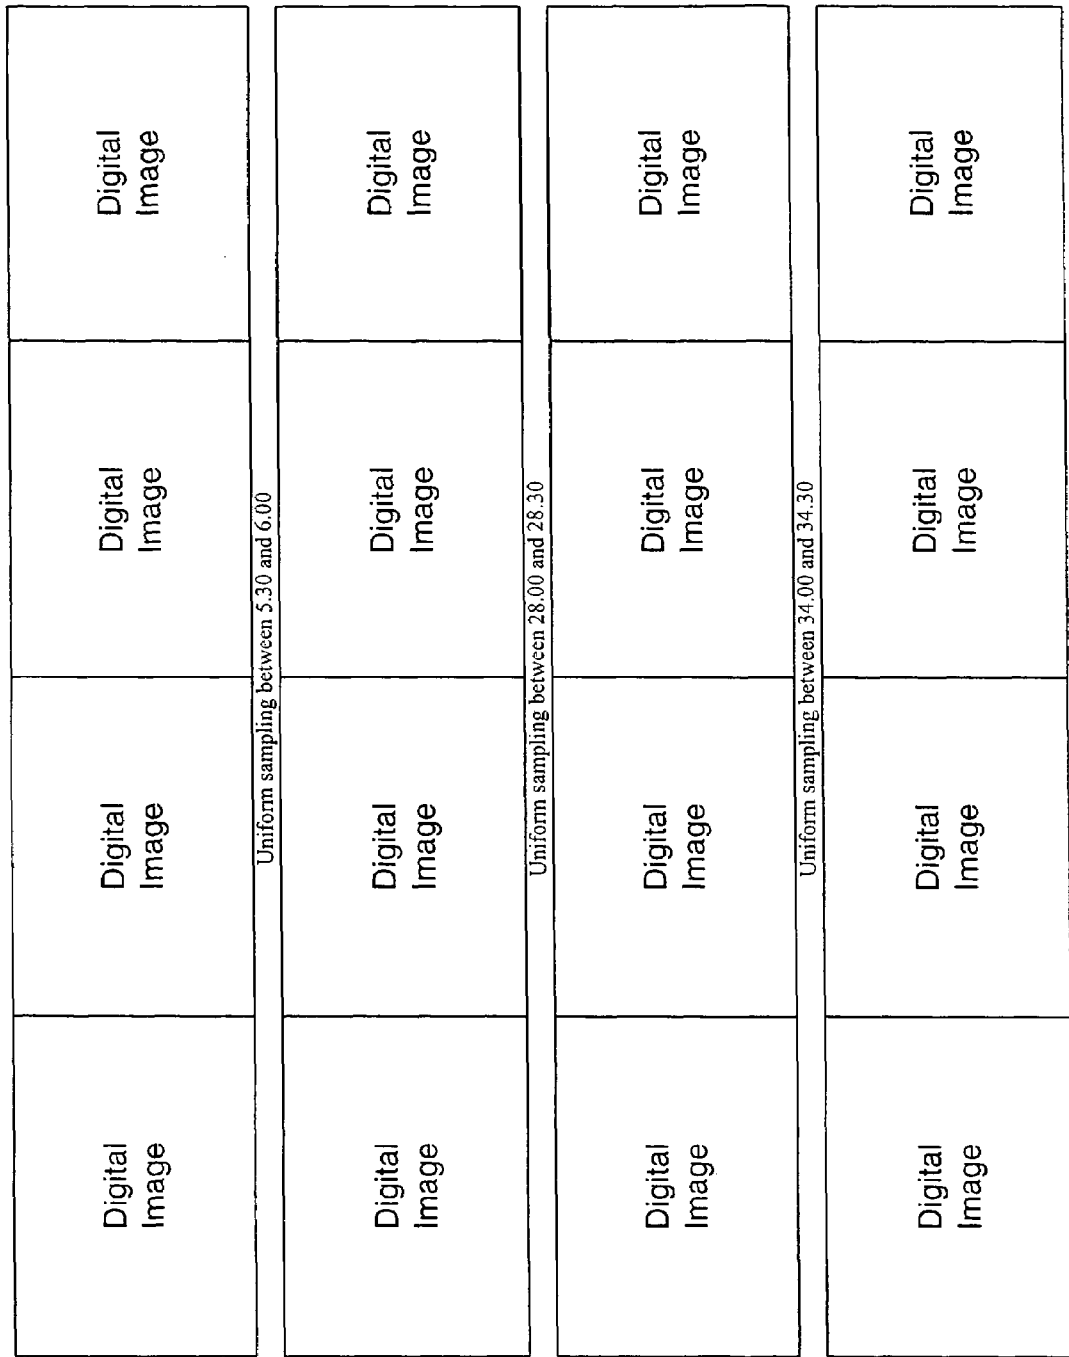 Digital
Image
Digital
Image
Digital
Image
Digital
Image
Uniform sampling between 5.30 and 6.00
Digital
Image
Digital
Image
Digital
Image
Digital
Image
Uniform sampling between 28.00 and 28.30
Digital
Image
Digital
Image
Digital
Image
Digital
Image
Uniform sampling between 34.00 and 34.30
Digital
Image
Digital
Image
Digital
Image
Digital
Image